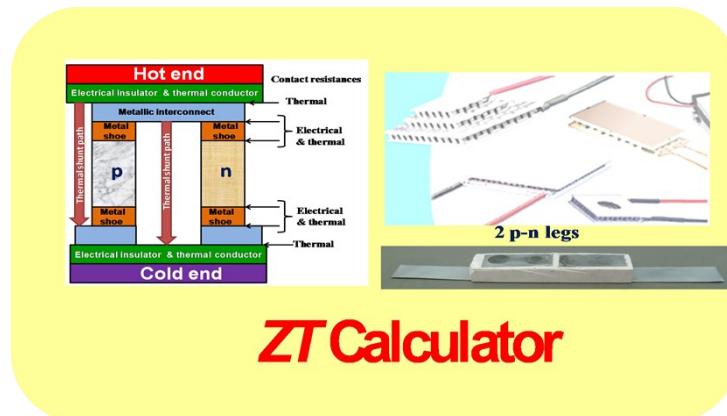 Hot end
Electrical insulator & thermal conductor
Contact resistances
Thermal
Metallic interconnect
Metal
shoe
Metal
shoe
Electrical
& thermal
Thermal shunt path
p
Thermal shunt path
n
Metal
shoe
Metal
shoe
Electrical
& thermal
Thermal
Electrical insulator & thermal conductor
Cold end
2 p-n legs
ZT Calculator